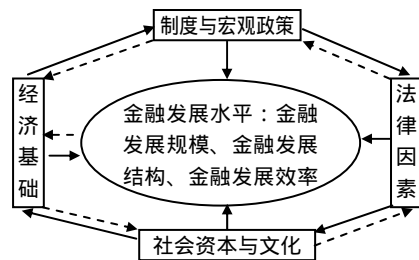 制度与宏观政策
经济基础
金融发展水平：金融
发展规模、金融发展
结构、金融发展效率
法律因素
社会资本与文化